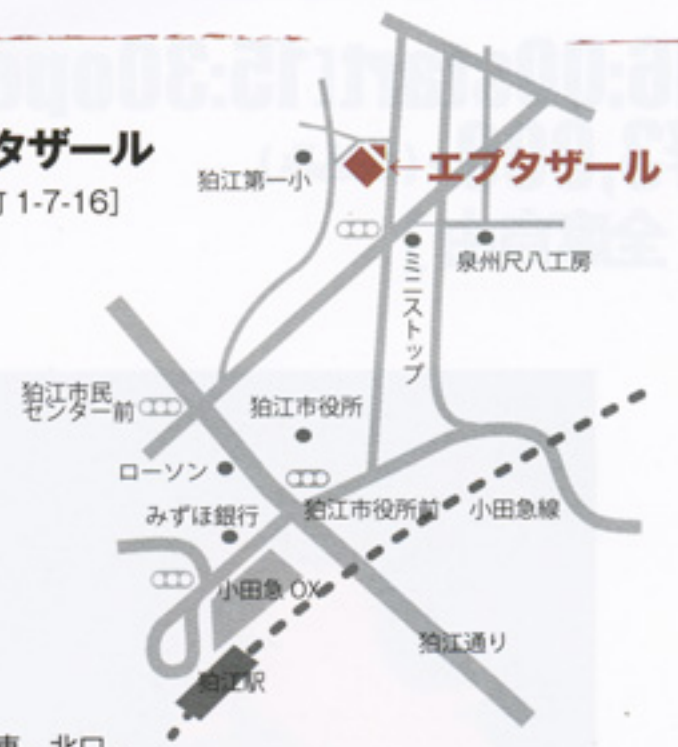 タザール
1-7-16]
狛江第一小
←エプタザール
泉州尺八工房
ミニストップ
狛江市民
センター前
狛江市役所
ローソン
狛江市役所前
小田急線
みずほ銀行
小田急 OX
狛江通り
狛江駅
北口